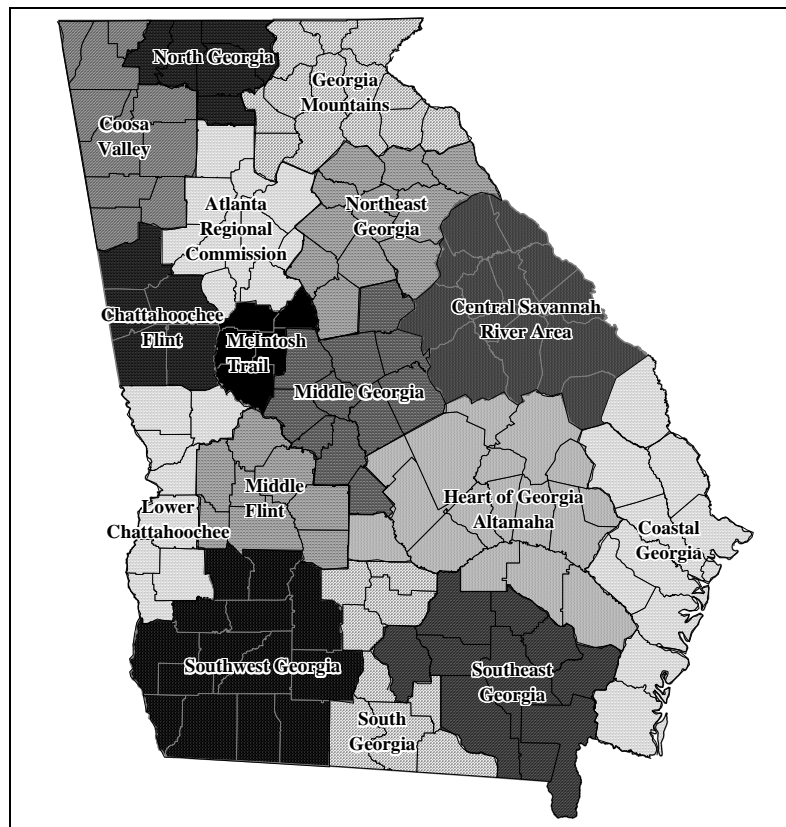 North Georgia
Georgia
Mountains
Coosa
Valley
Atlanta
Regional
Commission
Northeast
Georgia
Central Savannah
River Area
Chattahoochee
Flint
McIntosh
Trail
Middle Georgia
Middle
Flint
Lower
Chattahoochee
Heart of Georgia
Altamaha
Coastal
Georgia
Southwest Georgia
Southeast
Georgia
South
Georgia